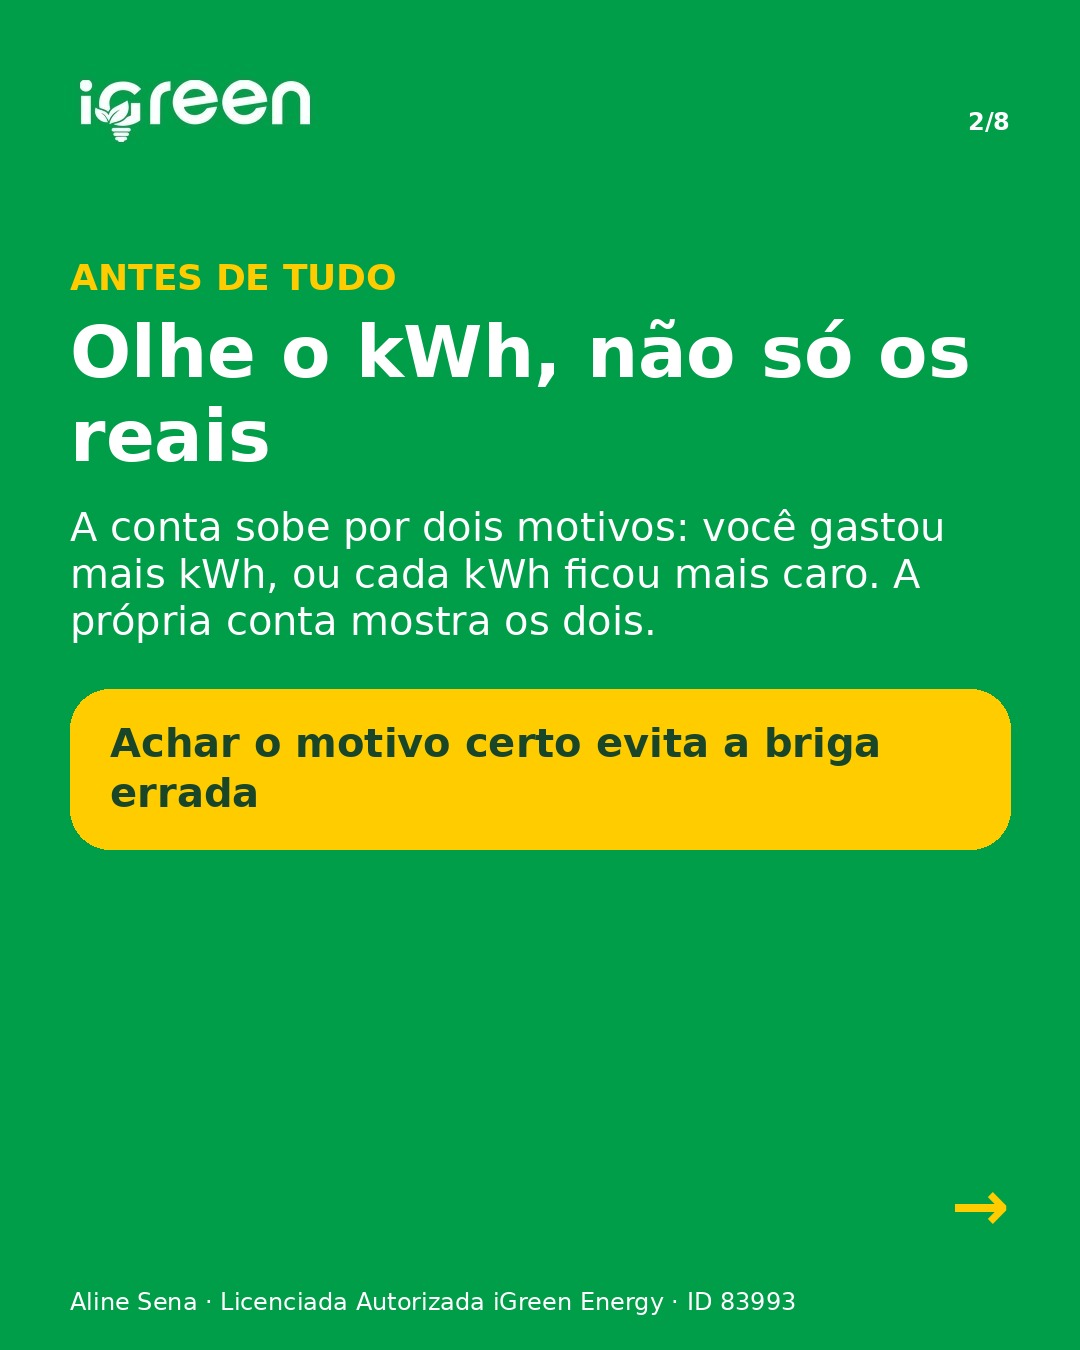 iGreen
2/8
ANTES DE TUDO
Olhe o kWh, não só os
reais
A conta sobe por dois motivos: você gastou
mais kWh, ou cada kWh ficou mais caro. A
própria conta mostra os dois.
Achar o motivo certo evita a briga
errada
→
Aline Sena · Licenciada Autorizada iGreen Energy · ID 83993